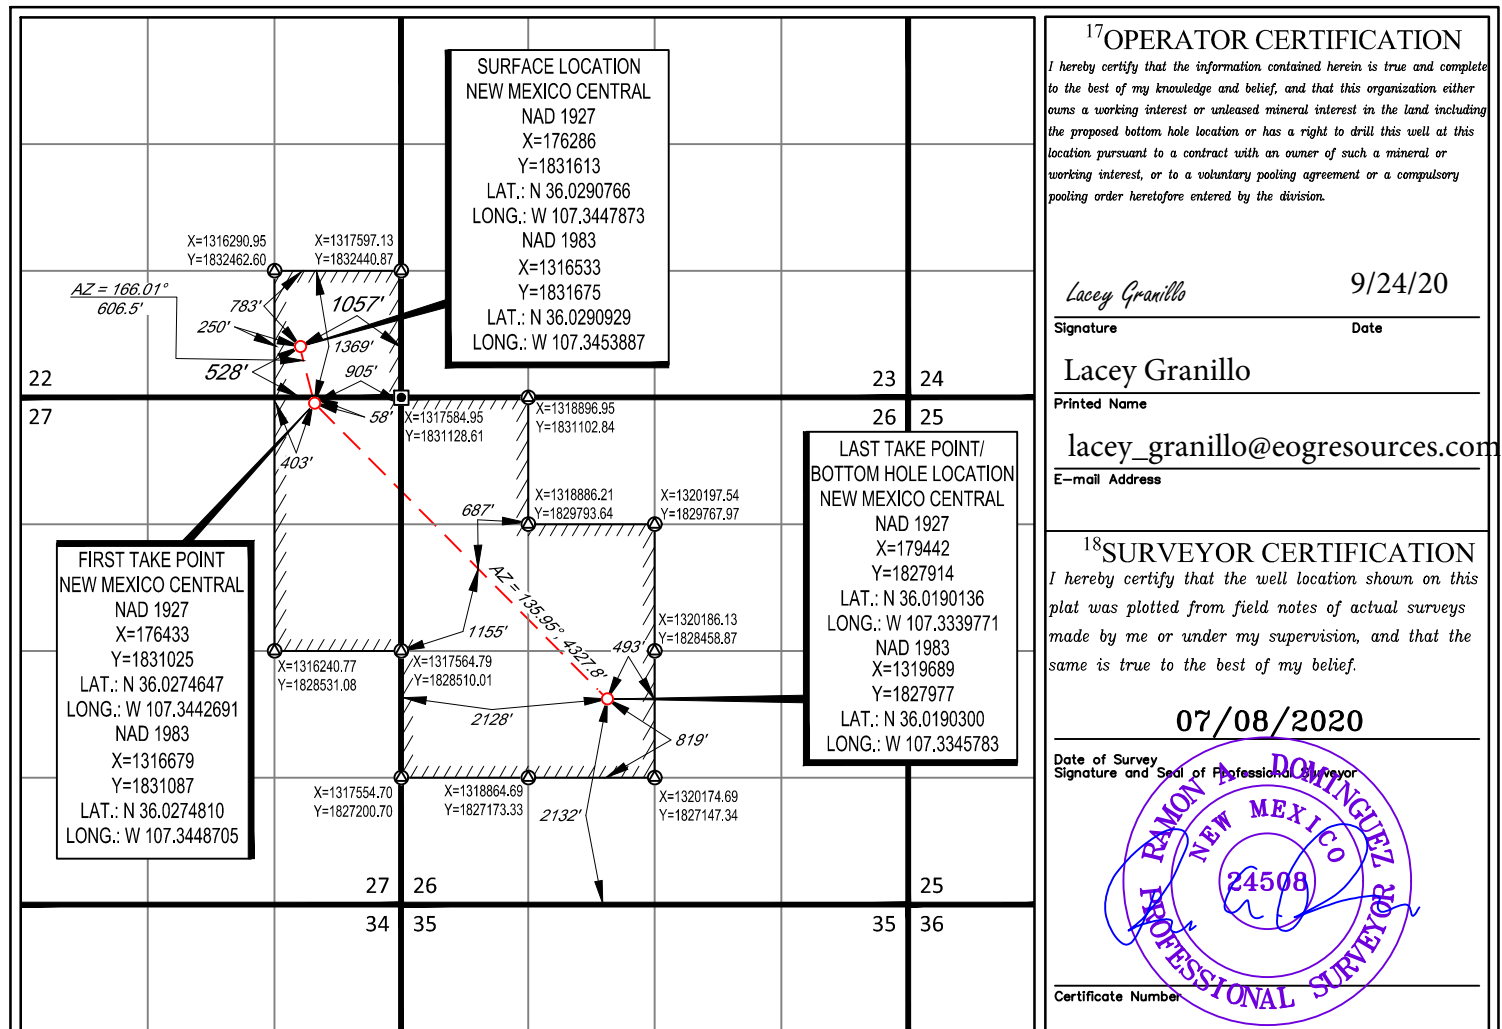 SURFACE LOCATION
NEW MEXICO CENTRAL
NAD 1927
X=176286
Y=1831613
LAT.: N 36.0290766
LONG.: W 107.3447873
NAD 1983
X=1316533
Y=1831675
LAT.: N 36.0290929
LONG.: W 107.3453887
X=1316290.95
Y=1832462.60
X=1317597.13
Y=1832440.87
AZ = 166.01°
606.5'
783'
1057'
250'
1369'
528'
905'
58'
403'
22
27
23
24
26
25
X=1317584.95
Y=1831128.61
X=1318896.95
Y=1831102.84
LAST TAKE POINT/
BOTTOM HOLE LOCATION
NEW MEXICO CENTRAL
NAD 1927
X=179442
Y=1827914
LAT.: N 36.0190136
LONG.: W 107.3339771
NAD 1983
X=1319689
Y=1827977
LAT.: N 36.0190300
LONG.: W 107.3345783
X=1318886.21
Y=1829793.64
X=1320197.54
Y=1829767.97
687'
FIRST TAKE POINT
NEW MEXICO CENTRAL
NAD 1927
X=176433
Y=1831025
LAT.: N 36.0274647
LONG.: W 107.3442691
NAD 1983
X=1316679
Y=1831087
LAT.: N 36.0274810
LONG.: W 107.3448705
AZ = 135.95°, 4327.8'
1155'
493'
X=1320186.13
Y=1828458.87
X=1316240.77
Y=1828531.08
X=1317564.79
Y=1828510.01
2128'
819'
X=1317554.70
Y=1827200.70
X=1318864.69
Y=1827173.33
2132'
X=1320174.69
Y=1827147.34
27
26
25
34
35
35
36
17OPERATOR CERTIFICATION
I hereby certify that the information contained herein is true and complete
to the best of my knowledge and belief, and that this organization either
owns a working interest or unleased mineral interest in the land including
the proposed bottom hole location or has a right to drill this well at this
location pursuant to a contract with an owner of such a mineral or
working interest, or to a voluntary pooling agreement or a compulsory
pooling order heretofore entered by the division.
Lacey Granillo
9/24/20
Signature
Date
Lacey Granillo
Printed Name
lacey_granillo@eogresources.com
E-mail Address
18SURVEYOR CERTIFICATION
I hereby certify that the well location shown on this
plat was plotted from field notes of actual surveys
made by me or under my supervision, and that the
same is true to the best of my belief.
07/08/2020
Date of Survey
Signature and Seal of Professional Surveyor
RAMON A. DOMINGUEZ
NEW MEXICO
24508
PROFESSIONAL SURVEYOR
Certificate Number